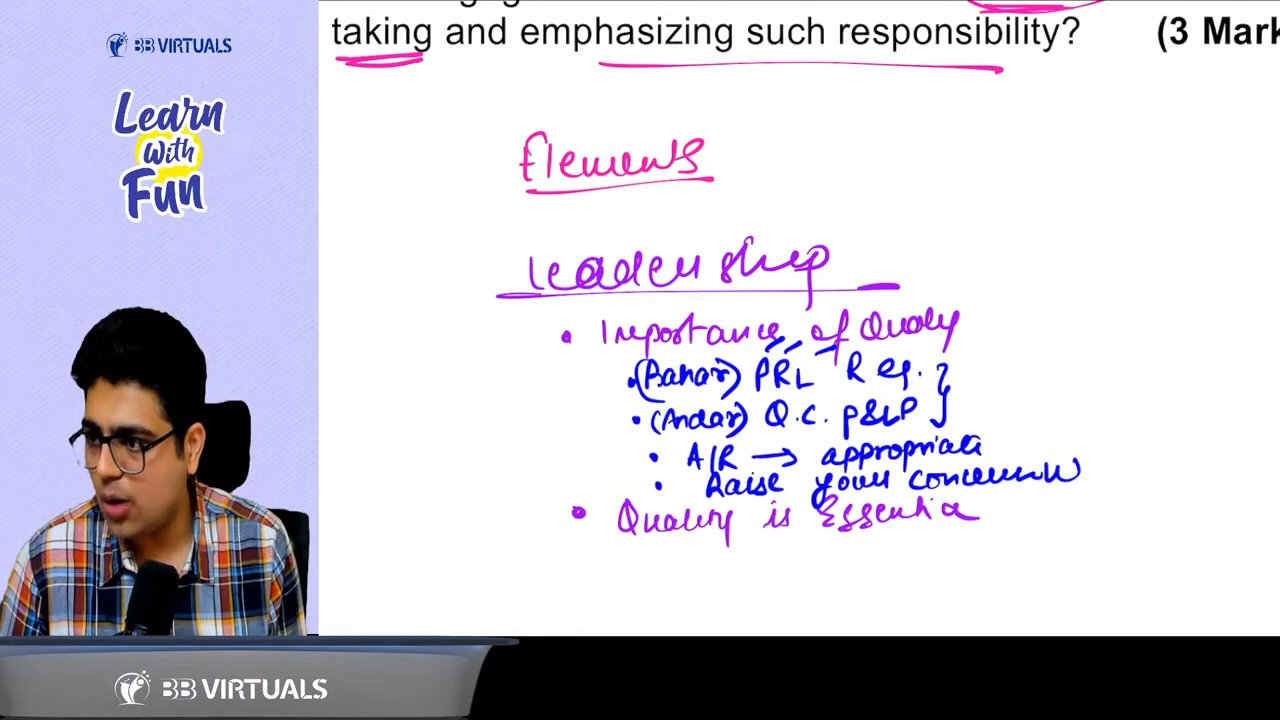 BB VIRTUALS
Learn
With
Fun
taking and emphasizing such responsibility? (3 Mark
Elements
Leadership
• Importance of Quality
• (Bahar) PRL Req.
• (Andar) Q.C. P&P
• A/R → appropriate
• Raise your concerns
• Quality is Essential
BB VIRTUALS